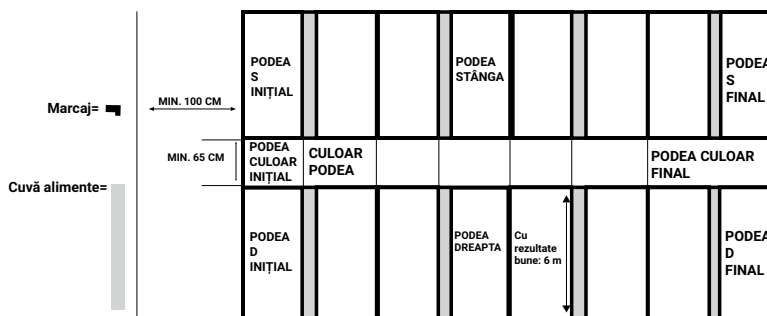 Marcaj=
MIN. 100 CM
PODEA
S
INIȚIAL
PODEA
STÂNGA
PODEA
S
FINAL
MIN. 65 CM
PODEA
CULOAR
INIȚIAL
CULOAR
PODEA
PODEA CULOAR
FINAL
Cuvă alimente=
PODEA
D
INIȚIAL
PODEA
DREAPTA
Cu
rezultate
bune: 6 m
PODEA
D
FINAL